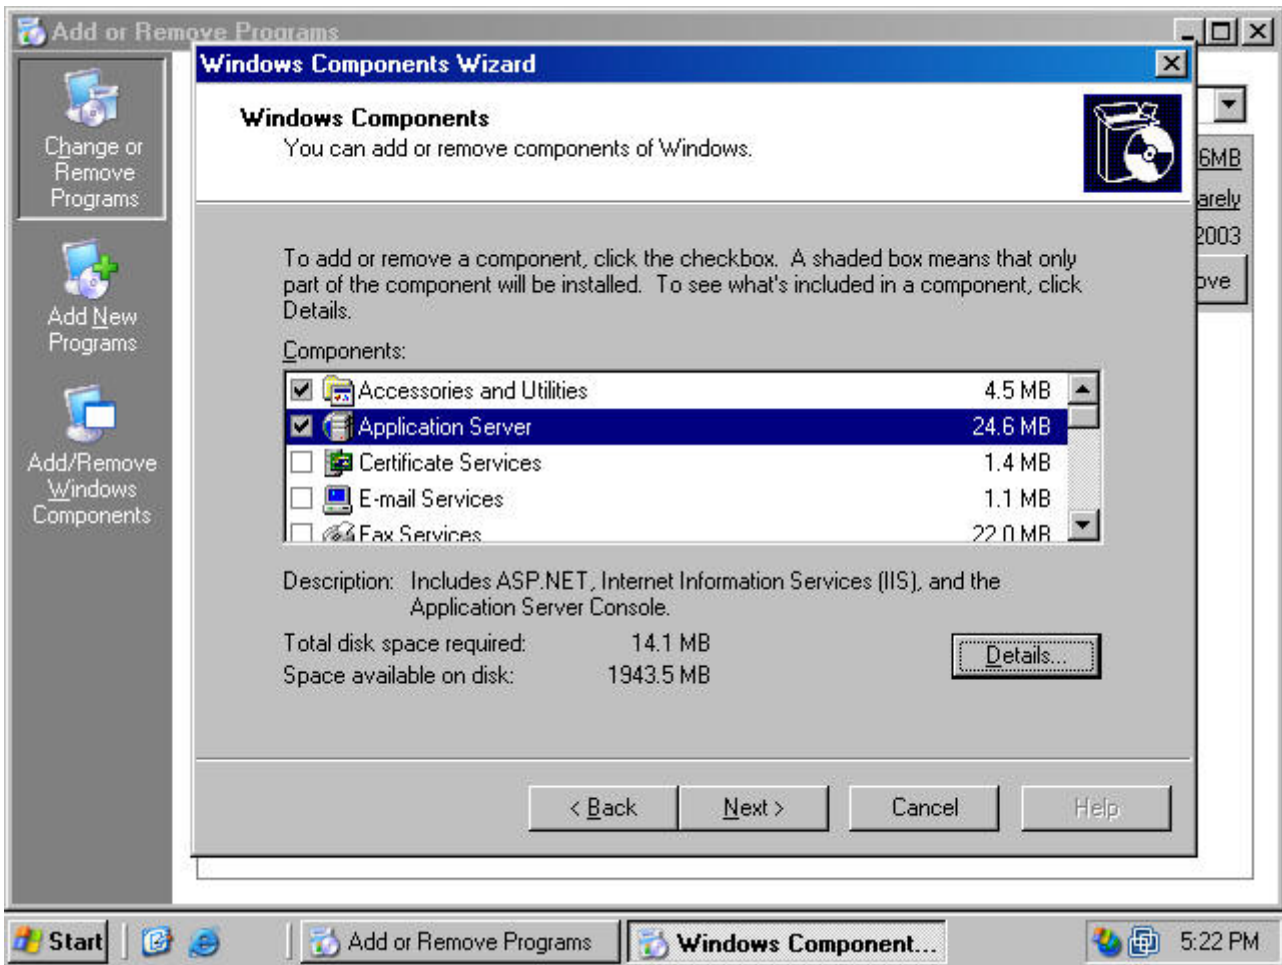 Add or Remove Programs
Windows Components Wizard
Change or
Remove
Programs
Add New
Programs
Add/Remove
Windows
Components
Windows Components
You can add or remove components of Windows.
6MB
arely
2003
ove
To add or remove a component, click the checkbox. A shaded box means that only
part of the component will be installed. To see what's included in a component, click
Details.
Components:
Accessories and Utilities 4.5 MB
Application Server 24.6 MB
Certificate Services 1.4 MB
E-mail Services 1.1 MB
Fax Services 22.0 MB
Description: Includes ASP.NET, Internet Information Services (IIS), and the
Application Server Console.
Total disk space required: 14.1 MB
Space available on disk: 1943.5 MB
Details...
< Back Next > Cancel Help
Start Add or Remove Programs Windows Component... 5:22 PM